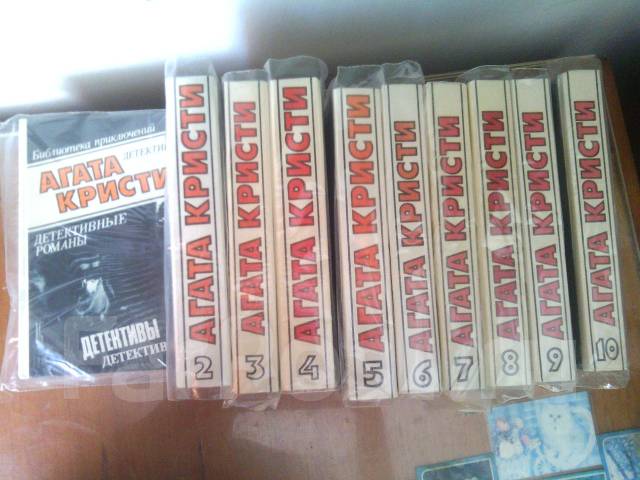 Библиотека приключений
ДЕТЕКТИ
АГАТА
КРИСТИ
ДЕТЕКТИВНЫЕ
РОМАНЫ
ДЕТЕКТИВЫ
ДЕТЕКТИВ
АГАТА КРИСТИ 2
АГАТА КРИСТИ 3
АГАТА КРИСТИ 4
АГАТА КРИСТИ 5
АГАТА КРИСТИ 6
АГАТА КРИСТИ 7
АГАТА КРИСТИ 8
АГАТА КРИСТИ 9
АГАТА КРИСТИ 10